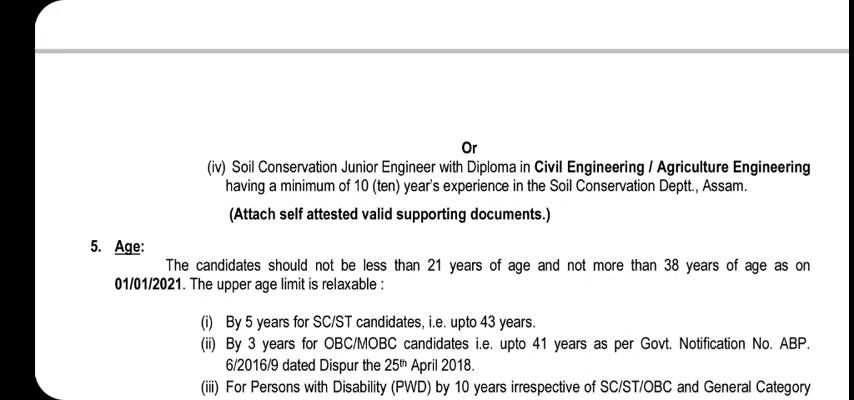 Or
(iv) Soil Conservation Junior Engineer with Diploma in Civil Engineering / Agriculture Engineering
having a minimum of 10 (ten) year's experience in the Soil Conservation Deptt., Assam.
(Attach self attested valid supporting documents.)
5. Age:
The candidates should not be less than 21 years of age and not more than 38 years of age as on
01/01/2021. The upper age limit is relaxable :
(i) By 5 years for SC/ST candidates, i.e. upto 43 years.
(ii) By 3 years for OBC/MOBC candidates i.e. upto 41 years as per Govt. Notification No. ABP.
6/2016/9 dated Dispur the 25th April 2018.
(iii) For Persons with Disability (PWD) by 10 years irrespective of SC/ST/OBC and General Category